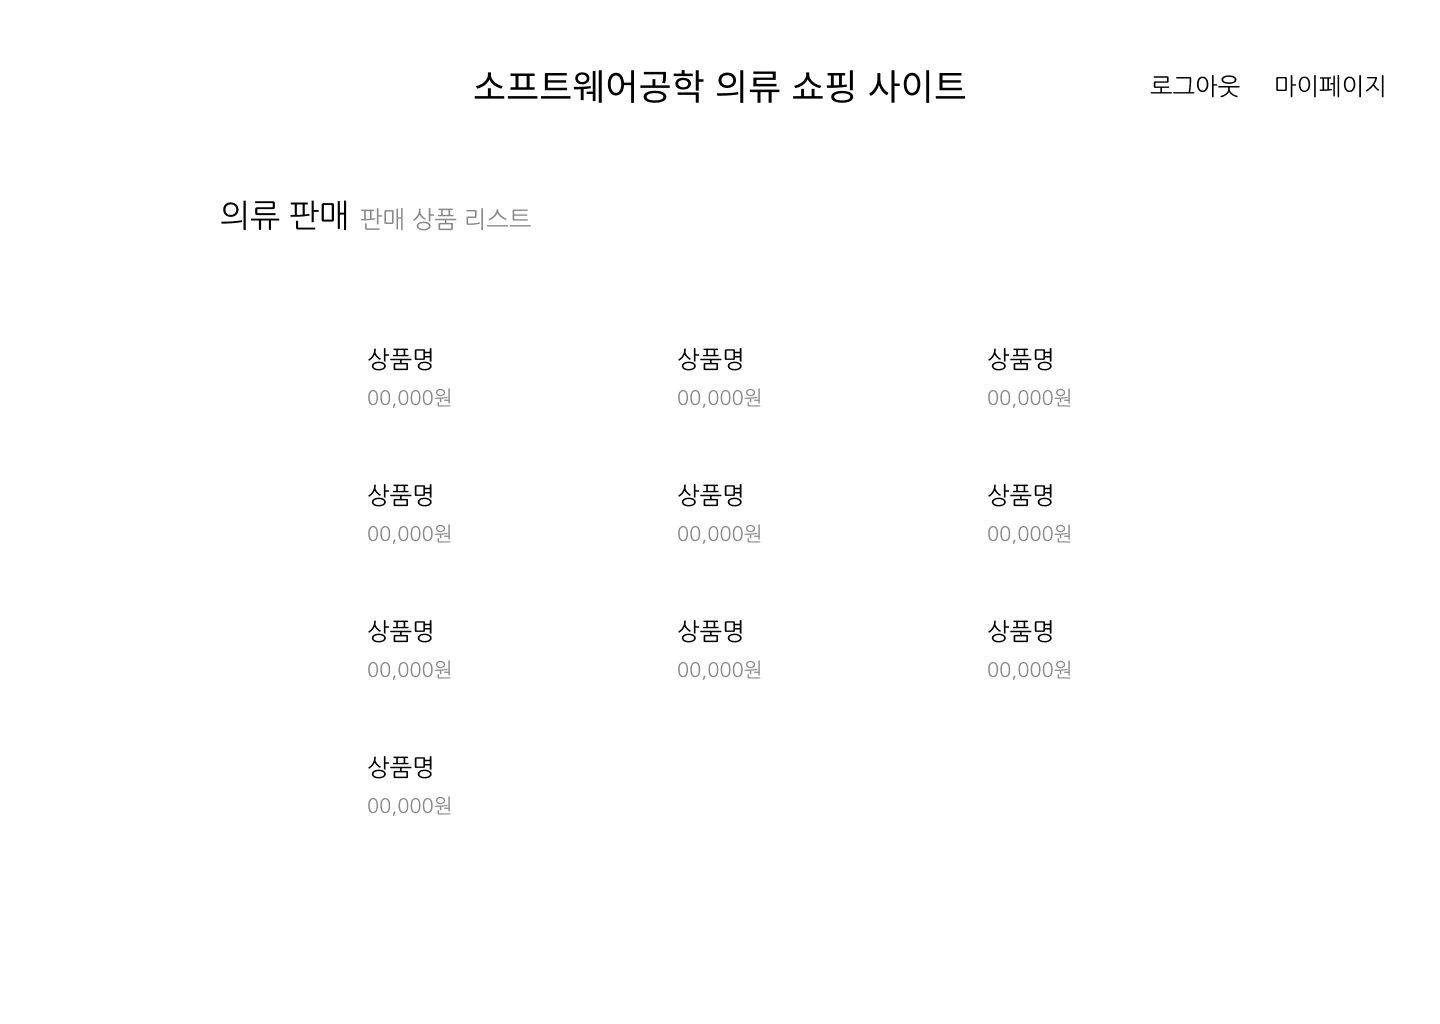 소프트웨어공학 의류 쇼핑 사이트
로그아웃 마이페이지
의류 판매 판매 상품 리스트
상품명 상품명 상품명
00,000원 00,000원 00,000원
상품명 상품명 상품명
00,000원 00,000원 00,000원
상품명 상품명 상품명
00,000원 00,000원 00,000원
상품명
00,000원